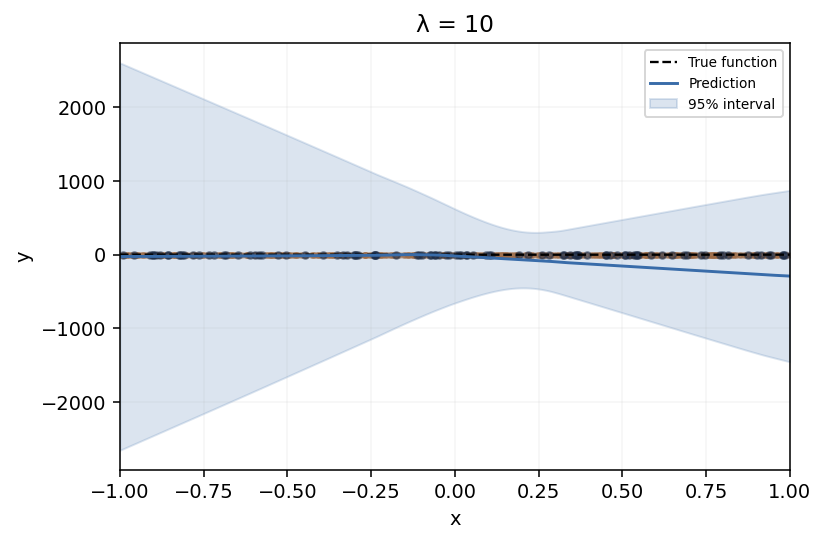 λ = 10
True function
Prediction
95% interval
2000
1000
0
−1000
−2000
y
−1.00 −0.75 −0.50 −0.25 0.00 0.25 0.50 0.75 1.00
x